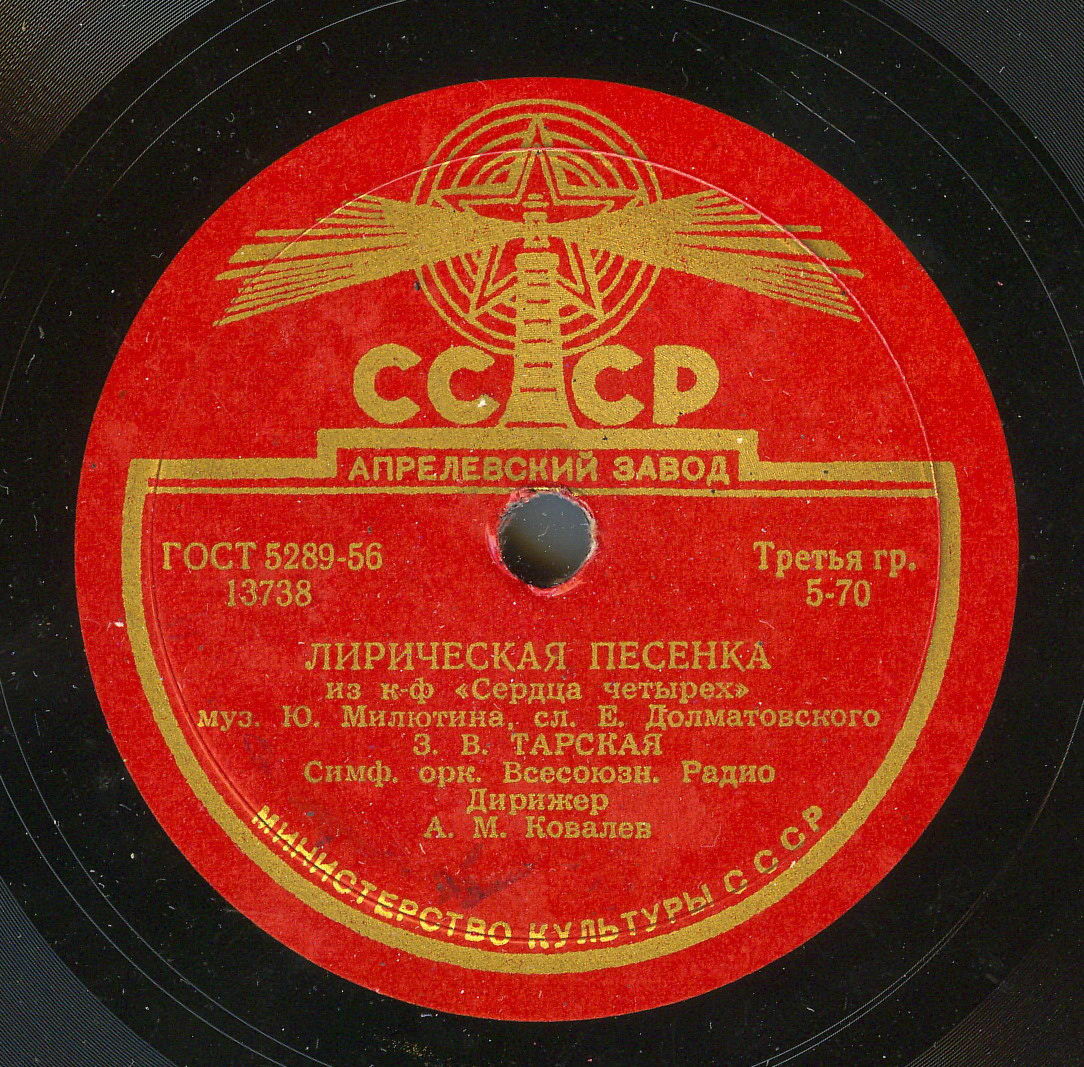 СССР
АПРЕЛЕВСКИЙ ЗАВОД
ГОСТ 5289-56
13738
Третья гр.
5-70
ЛИРИЧЕСКАЯ ПЕСЕНКА
из к-ф «Сердца четырех»
муз. Ю. Милютина, сл. Е. Долматовского
З. В. ТАРСКАЯ
Симф. орк. Всесоюзн. Радио
Дирижер
А. М. Ковалев
МИНИСТЕРСТВО КУЛЬТУРЫ СССР